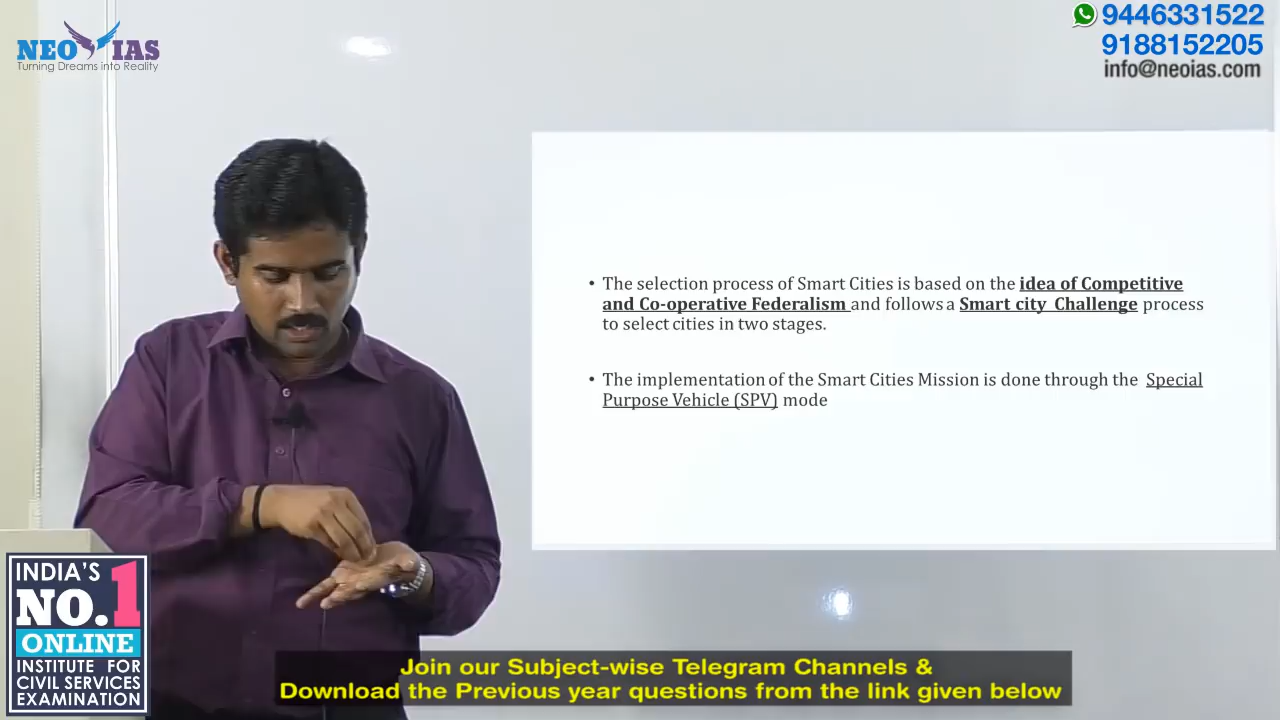 NEO IAS
Turning Dreams into Reality
9446331522
9188152205
info@neoias.com
• The selection process of Smart Cities is based on the idea of Competitive
and Co-operative Federalism and follows a Smart city Challenge process
to select cities in two stages.
• The implementation of the Smart Cities Mission is done through the Special
Purpose Vehicle (SPV) mode
INDIA'S
NO.1
ONLINE
INSTITUTE FOR
CIVIL SERVICES
EXAMINATION
Join our Subject-wise Telegram Channels &
Download the Previous year questions from the link given below